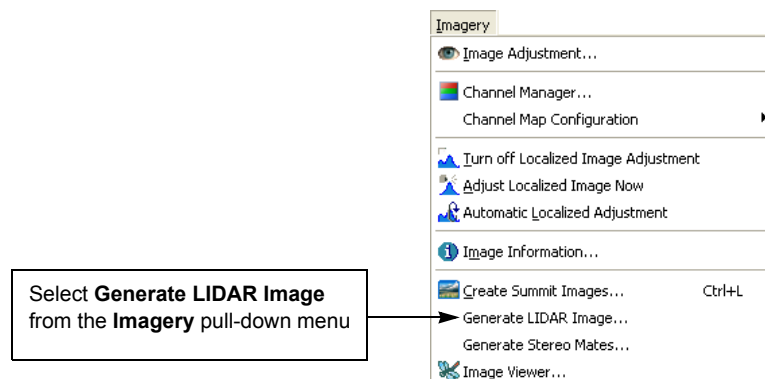 Imagery
Image Adjustment...
Channel Manager...
Channel Map Configuration
Turn off Localized Image Adjustment
Adjust Localized Image Now
Automatic Localized Adjustment
Image Information...
Create Summit Images... Ctrl+L
Generate LIDAR Image...
Generate Stereo Mates...
Image Viewer...
Select Generate LIDAR Image
from the Imagery pull-down menu